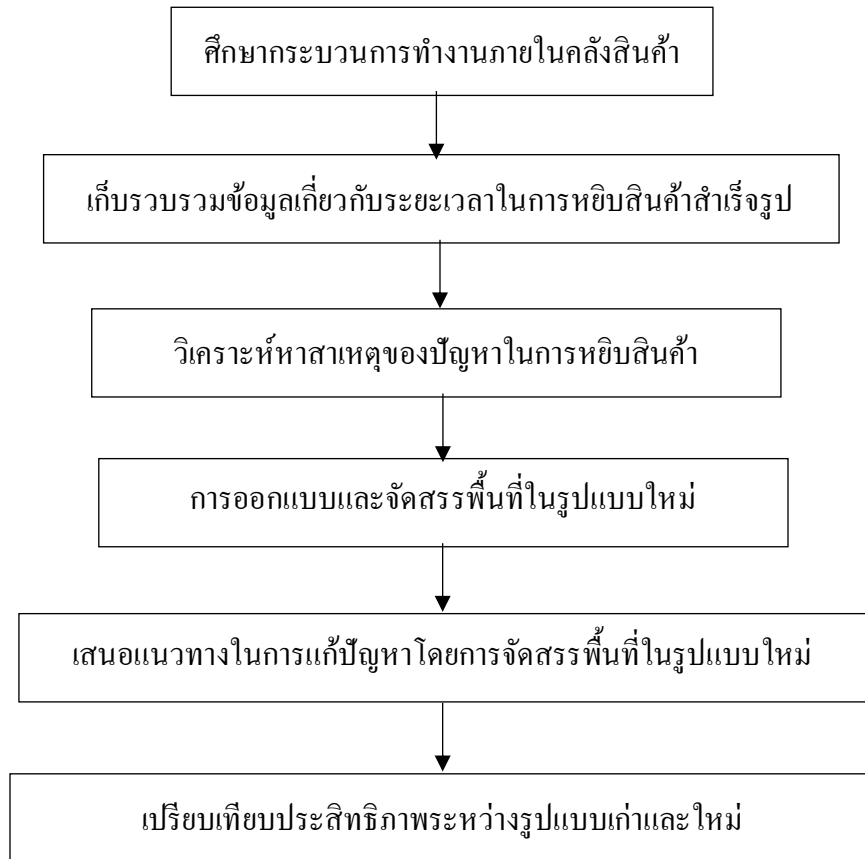 ศึกษากระบวนการทำงานภายในคลังสินค้า
เก็บรวบรวมข้อมูลเกี่ยวกับระยะเวลาในการหยิบสินค้าสำเร็จรูป
วิเคราะห์หาสาเหตุของปัญหาในการหยิบสินค้า
การออกแบบและจัดสรรพื้นที่ในรูปแบบใหม่
เสนอแนวทางในการแก้ปัญหาโดยการจัดสรรพื้นที่ในรูปแบบใหม่
เปรียบเทียบประสิทธิภาพระหว่างรูปแบบเก่าและใหม่